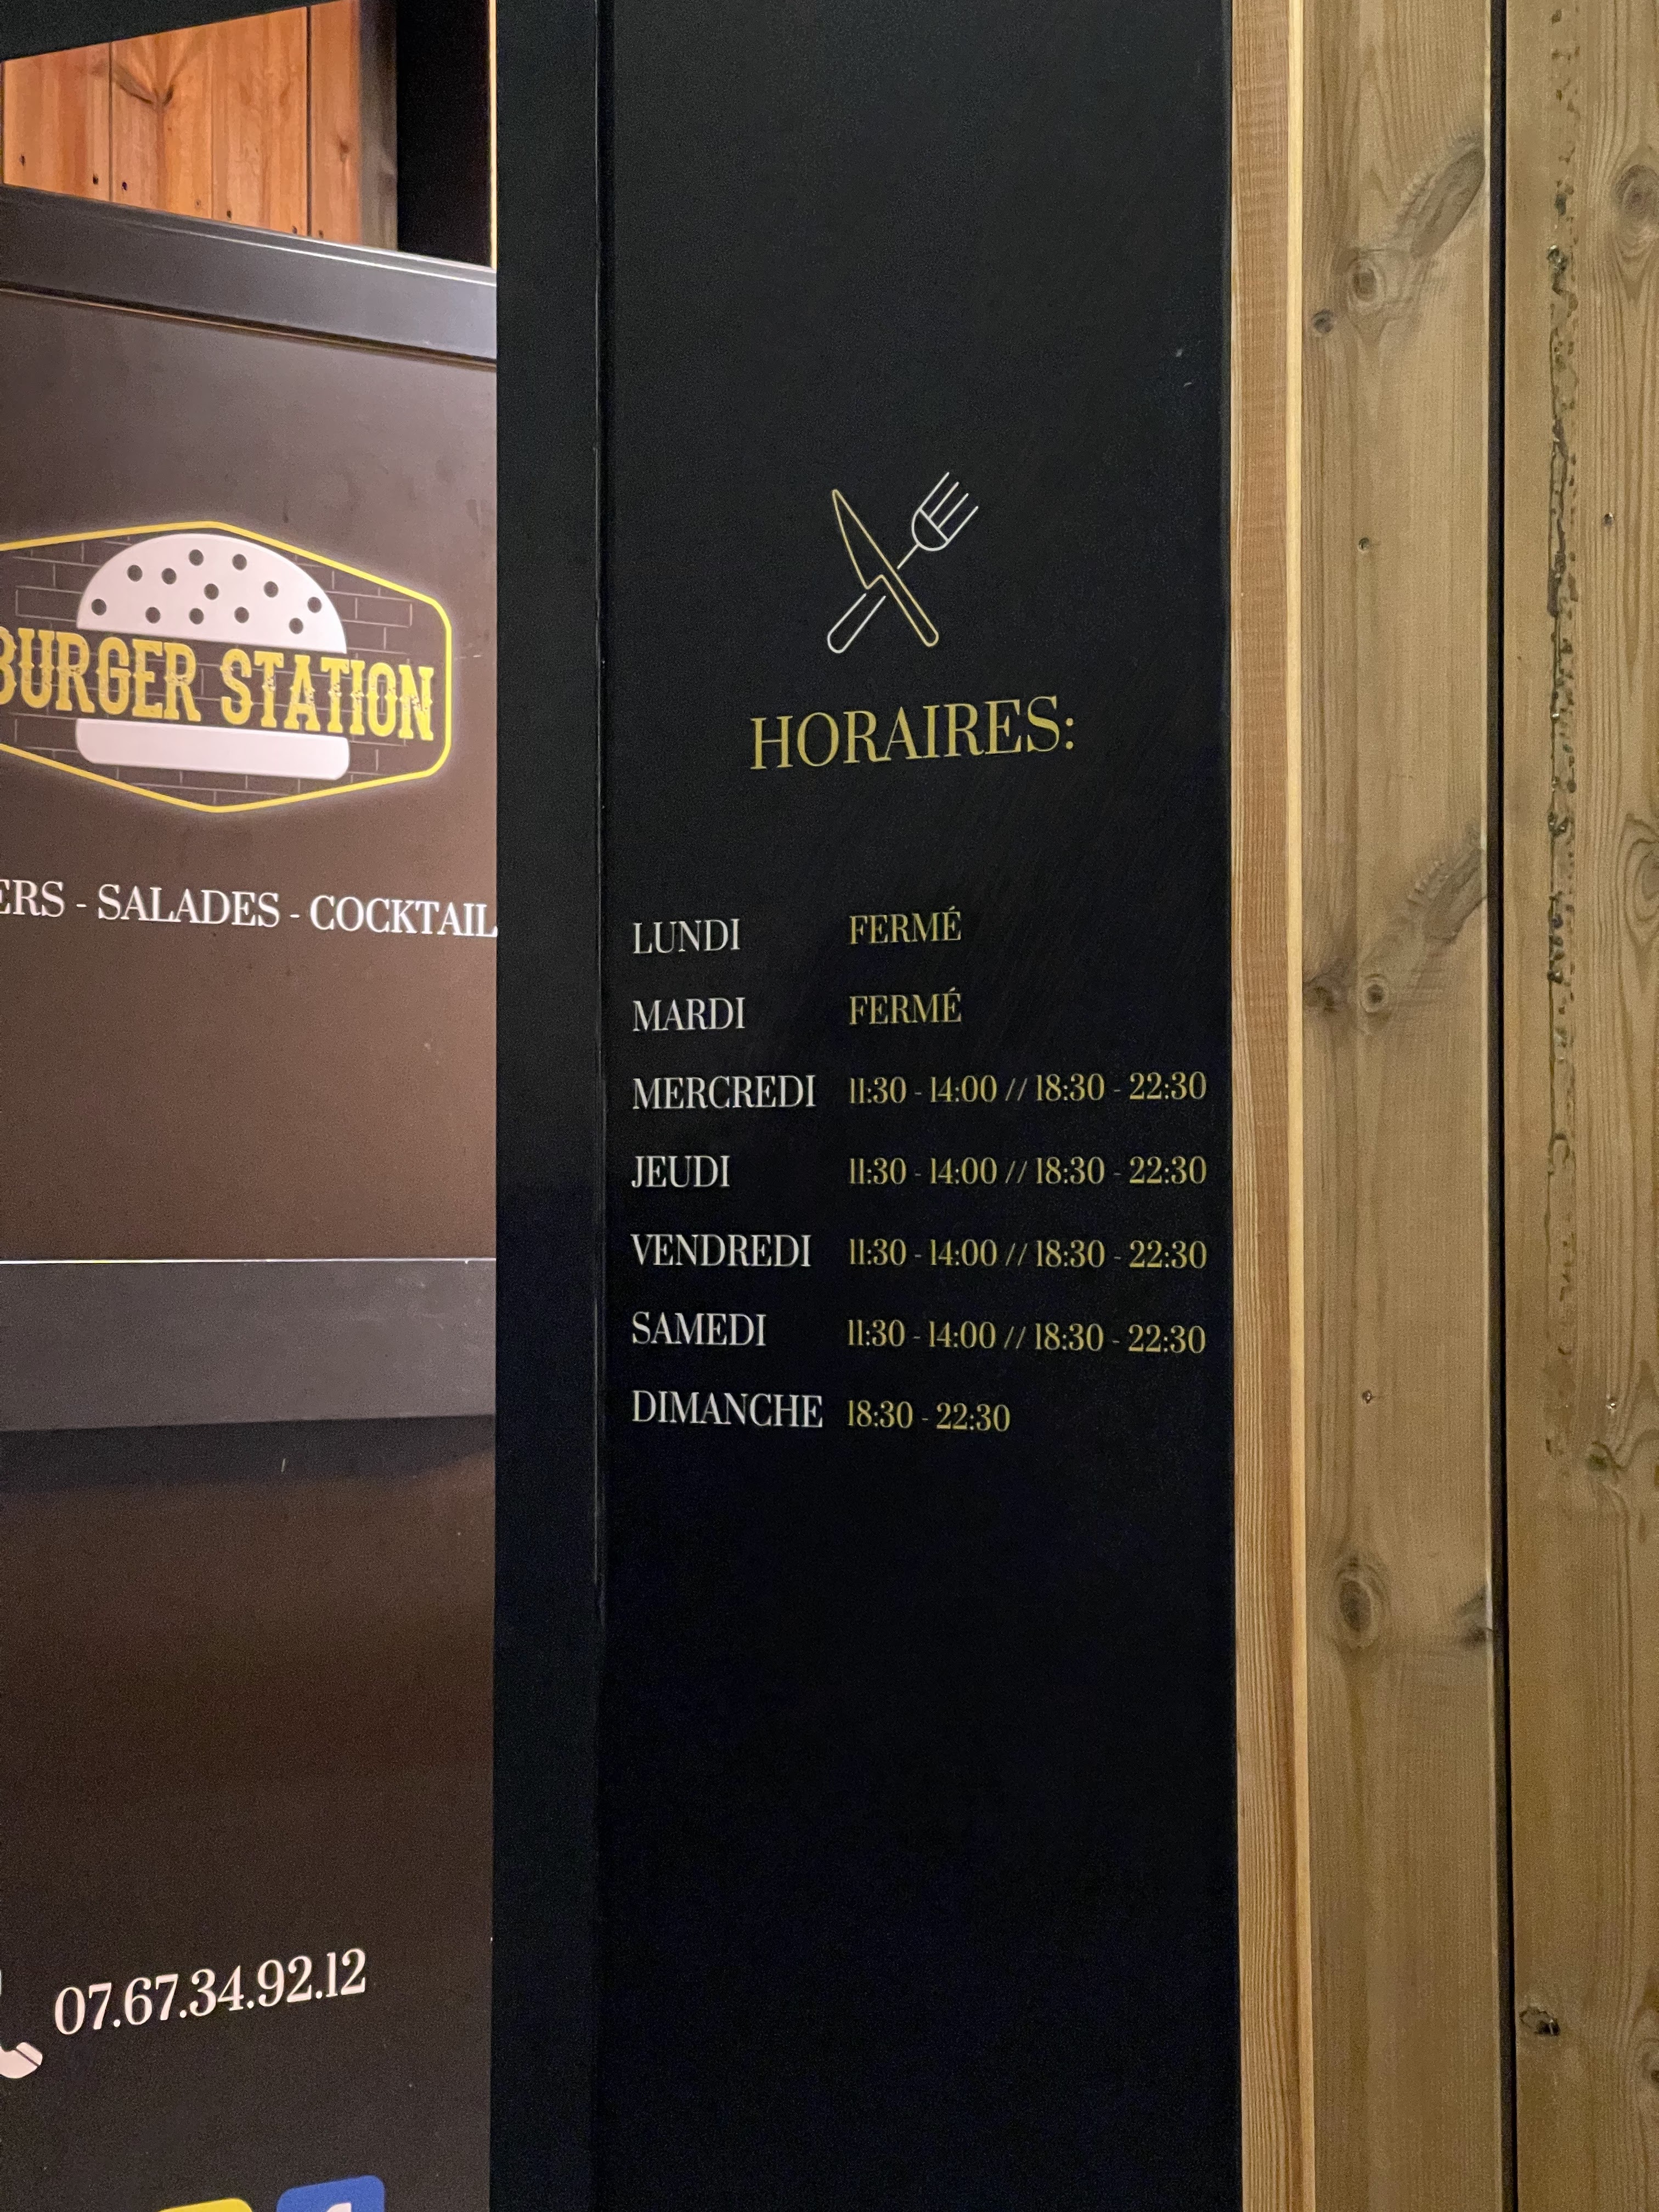 BURGER STATION
ERS - SALADES - COCKTAIL
07.67.34.92.12
HORAIRES:
LUNDI FERMÉ
MARDI FERMÉ
MERCREDI 11:30 - 14:00 // 18:30 - 22:30
JEUDI 11:30 - 14:00 // 18:30 - 22:30
VENDREDI 11:30 - 14:00 // 18:30 - 22:30
SAMEDI 11:30 - 14:00 // 18:30 - 22:30
DIMANCHE 18:30 - 22:30